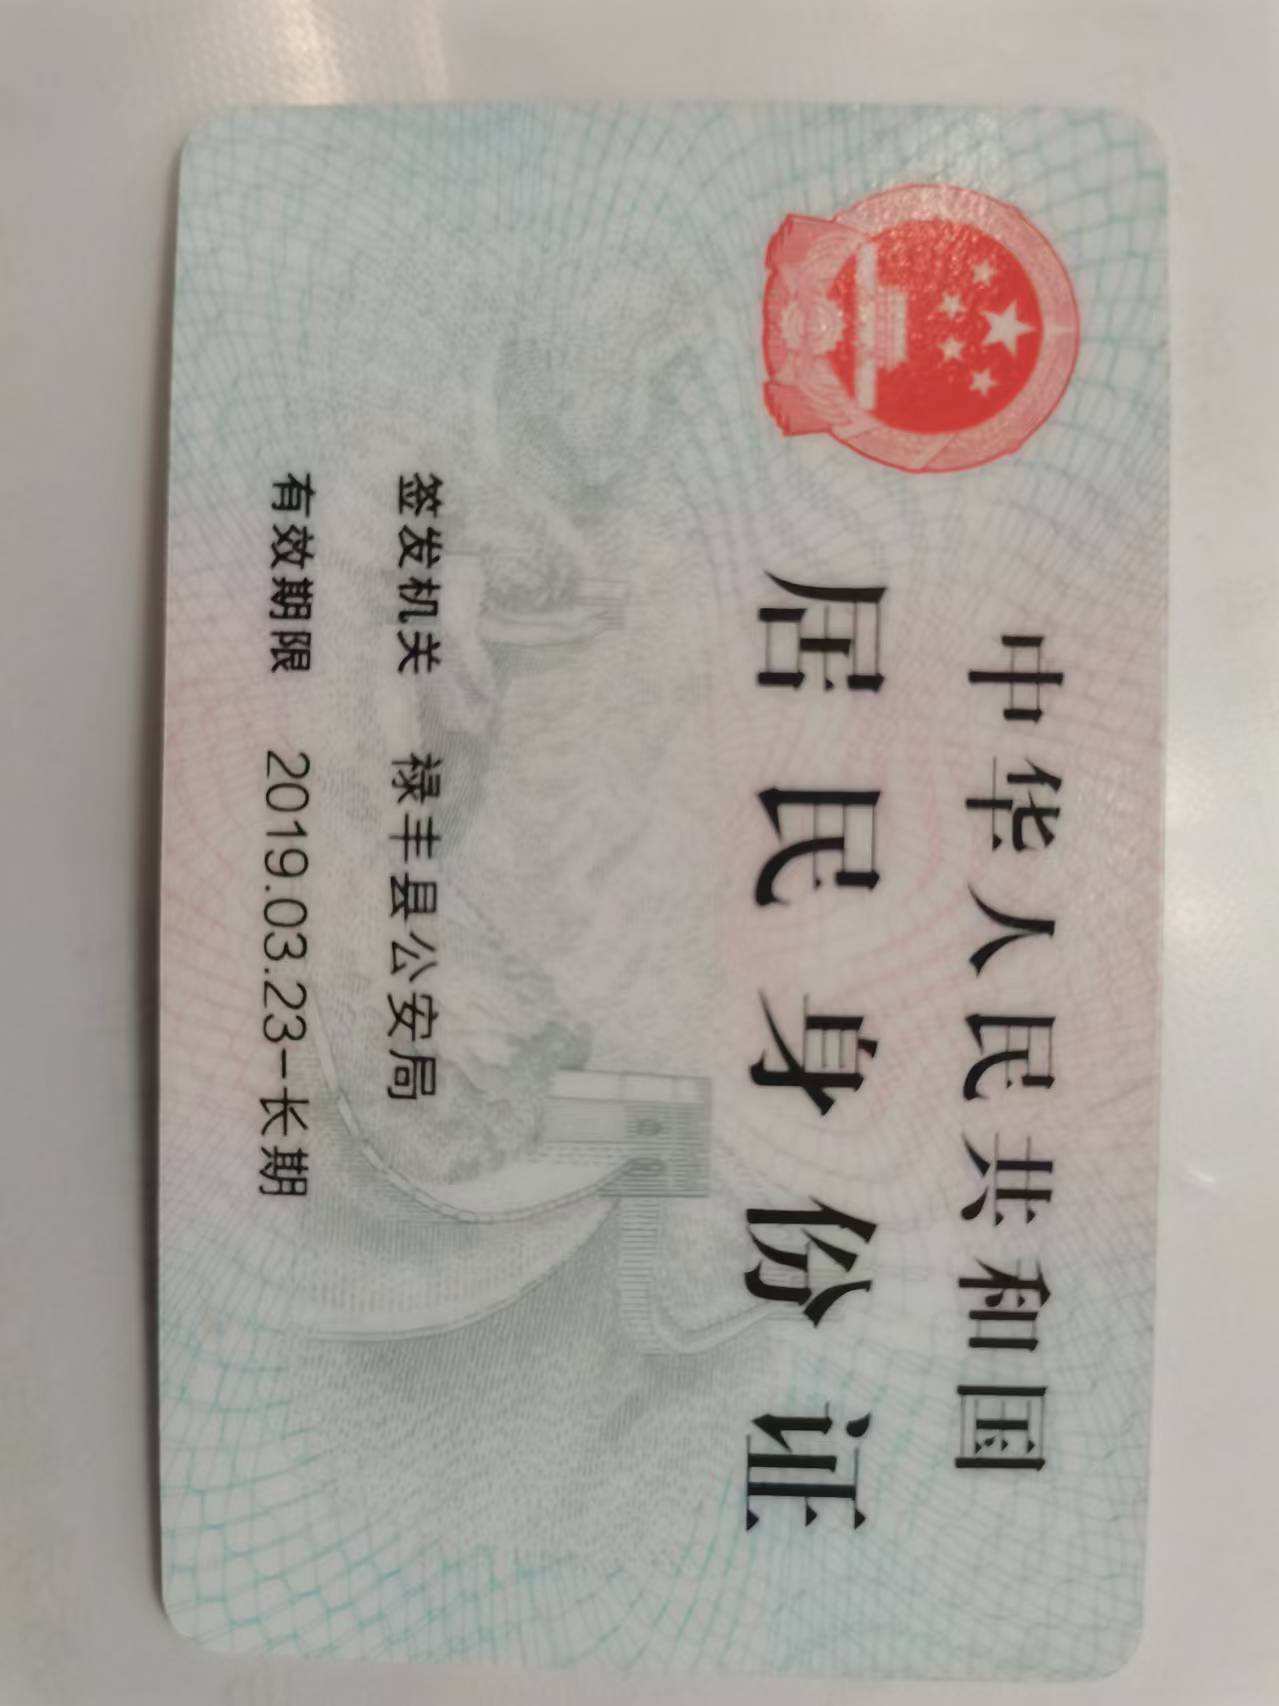 中华人民共和国
居民身份证
签发机关 禄丰县公安局
有效期限 2019.03.23-长期